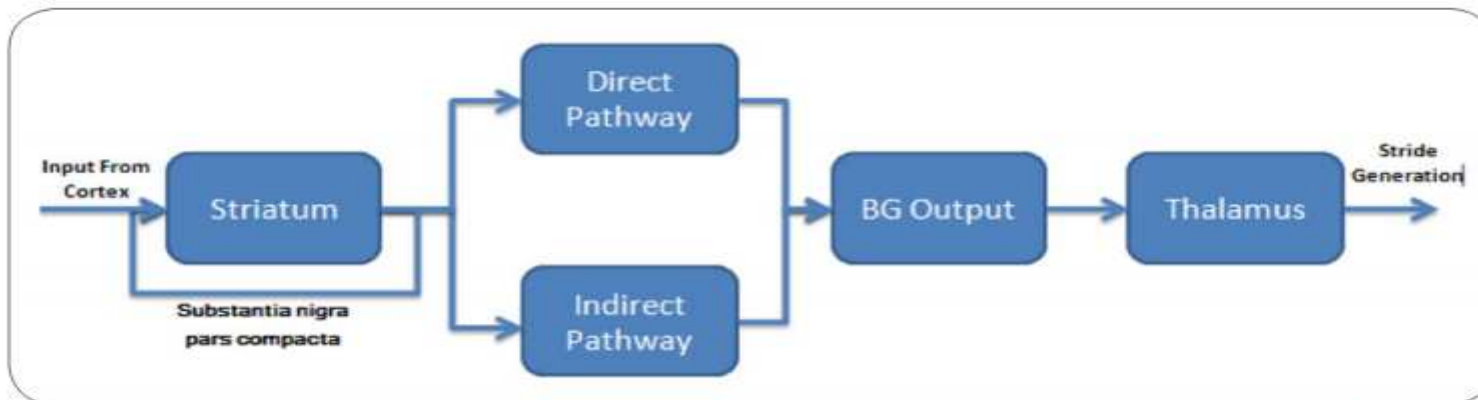 Input From
Cortex
Striatum
Substantia nigra
pars compacta
Direct
Pathway
Indirect
Pathway
BG Output
Thalamus
Stride
Generation